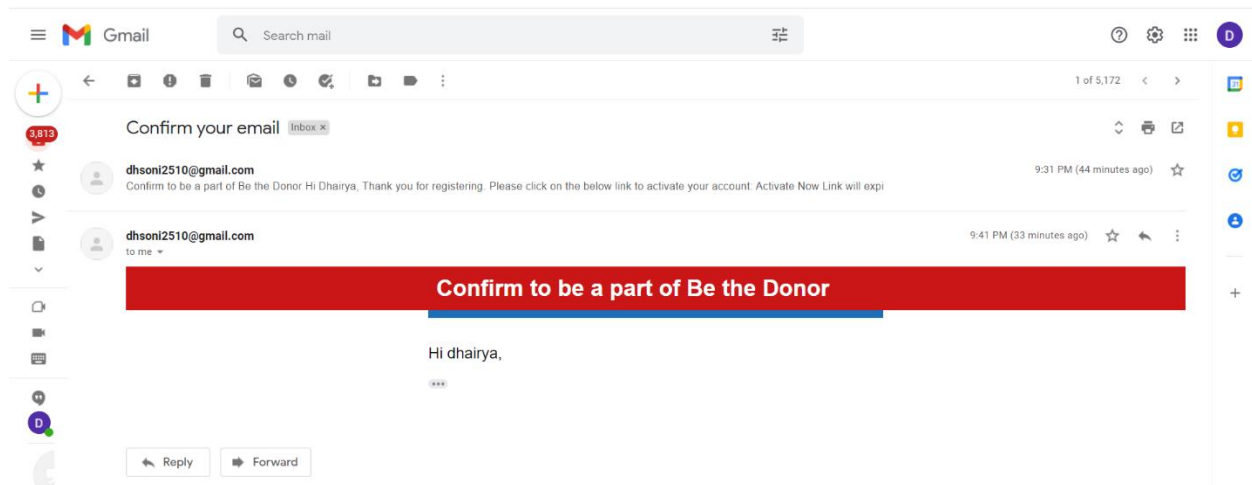 Gmail
Search mail
1 of 5,172
31
3,813
Confirm your email Inbox ×
dhsoni2510@gmail.com 9:31 PM (44 minutes ago)
Confirm to be a part of Be the Donor Hi Dhairya, Thank you for registering. Please click on the below link to activate your account: Activate Now Link will expi
dhsoni2510@gmail.com 9:41 PM (33 minutes ago)
to me
Confirm to be a part of Be the Donor
Hi dhairya,
D
D
Reply
Forward